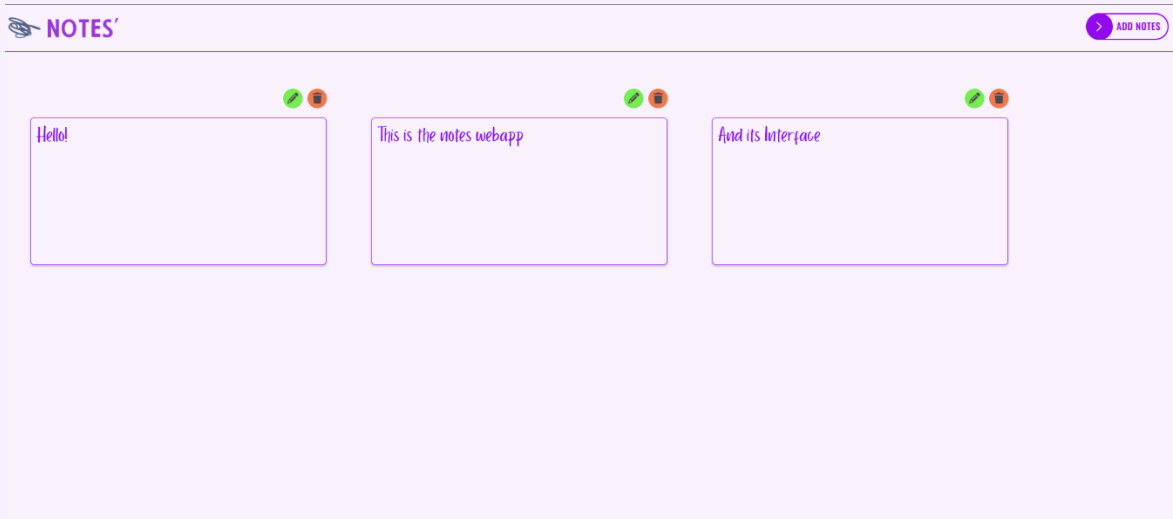 NOTES’
ADD NOTES
Hello!
This is the notes webapp
And its Interface